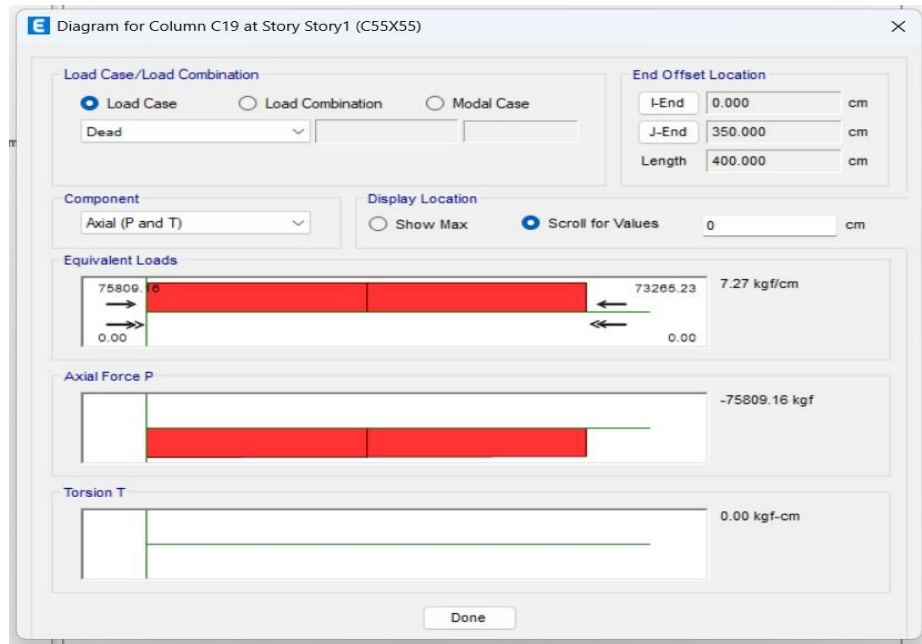 E Diagram for Column C19 at Story Story1 (C55X55)
Load Case/Load Combination
Load Case Load Combination Modal Case
Dead
End Offset Location
I-End 0.000 cm
J-End 350.000 cm
Length 400.000 cm
Component
Axial (P and T)
Display Location
Show Max Scroll for Values 0 cm
Equivalent Loads
75809.16 73265.23 7.27 kgf/cm
0.00 0.00
Axial Force P
-75809.16 kgf
Torsion T
0.00 kgf-cm
Done